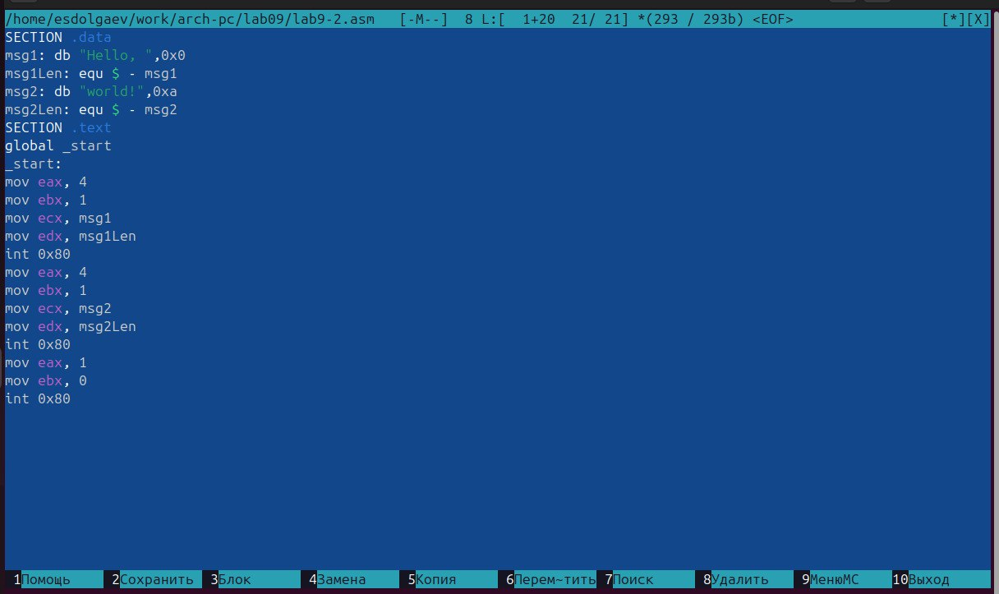 /home/esdolgaev/work/arch-pc/lab09/lab9-2.asm   [-M--]  8 L:[  1+20  21/ 21] *(293 / 293b) <EOF>                  [*][X]
SECTION .data
msg1: db "Hello, ",0x0
msg1Len: equ $ - msg1
msg2: db "world!",0xa
msg2Len: equ $ - msg2
SECTION .text
global _start
_start:
mov eax, 4
mov ebx, 1
mov ecx, msg1
mov edx, msg1Len
int 0x80
mov eax, 4
mov ebx, 1
mov ecx, msg2
mov edx, msg2Len
int 0x80
mov eax, 1
mov ebx, 0
int 0x80
1Помощь 2Сохранить 3Блок 4Замена 5Копия 6Перем~тить 7Поиск 8Удалить 9МенюMC 10Выход